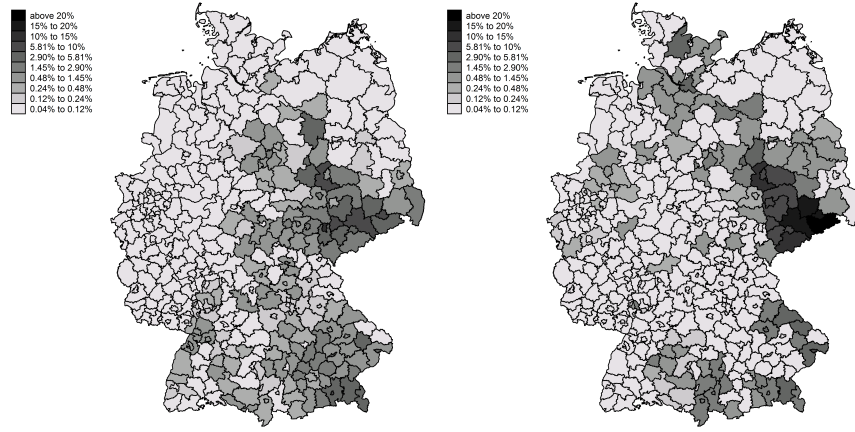 above 20%
15% to 20%
10% to 15%
5.81% to 10%
2.90% to 5.81%
1.45% to 2.90%
0.48% to 1.45%
0.24% to 0.48%
0.12% to 0.24%
0.04% to 0.12%
above 20%
15% to 20%
10% to 15%
5.81% to 10%
2.90% to 5.81%
1.45% to 2.90%
0.48% to 1.45%
0.24% to 0.48%
0.12% to 0.24%
0.04% to 0.12%